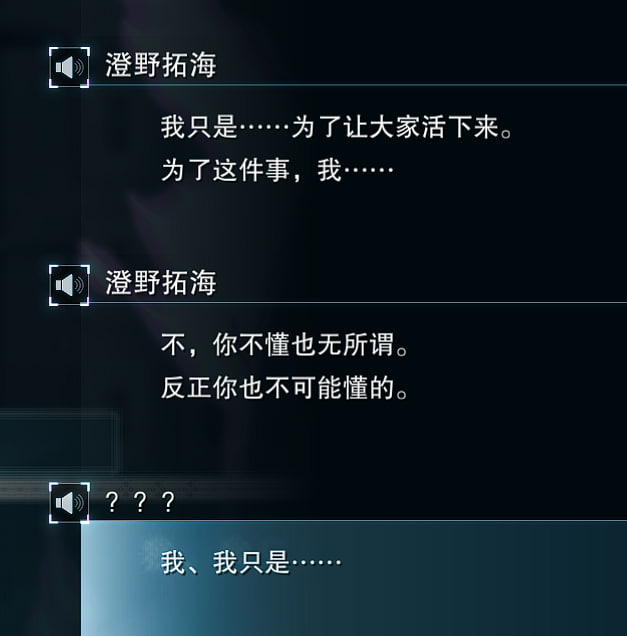 澄野拓海
我只是……为了让大家活下来。
为了这件事，我……
澄野拓海
不，你不懂也无所谓。
反正你也不可能懂的。
？？？
我、我只是……